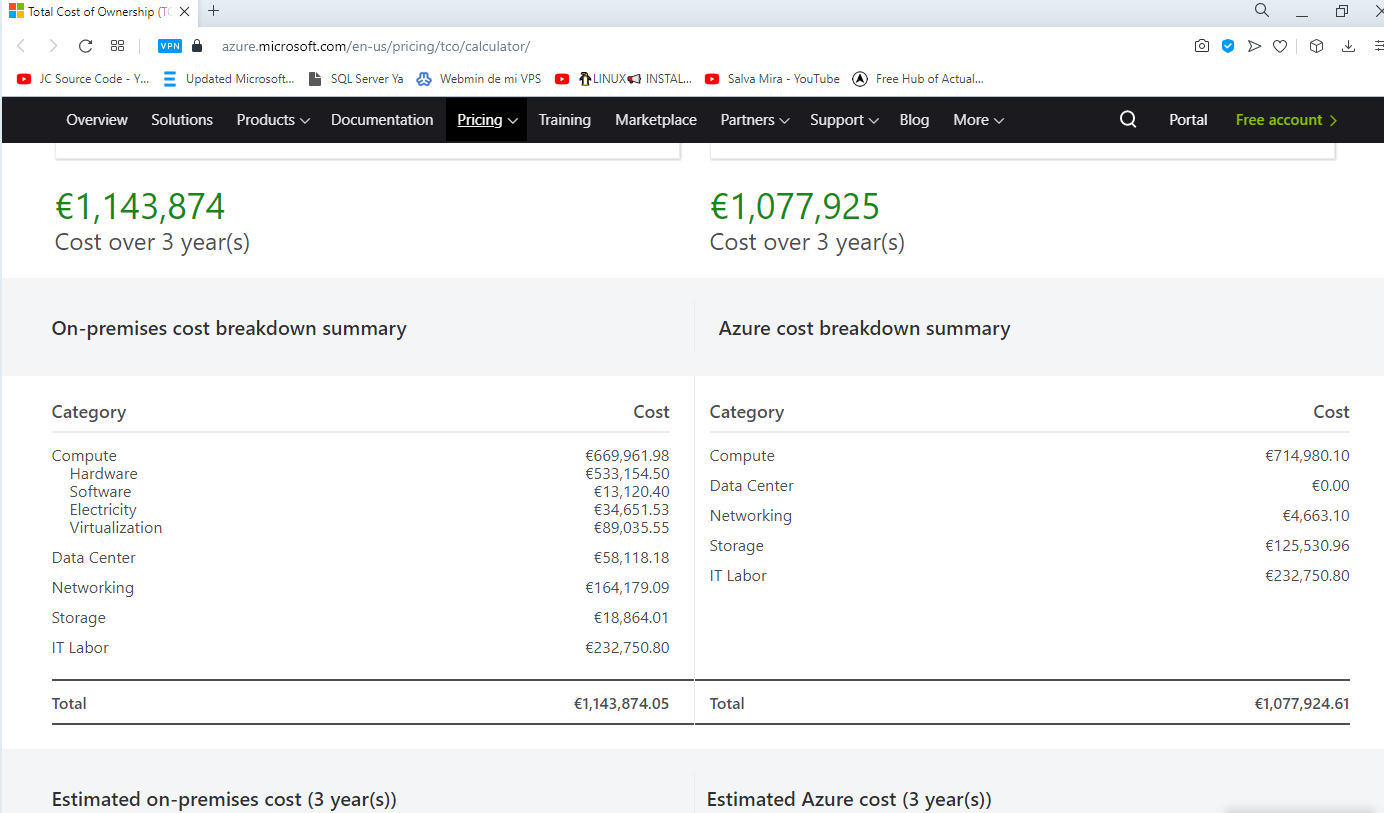 Total Cost of Ownership (TC
VPN azure.microsoft.com/en-us/pricing/tco/calculator/
JC Source Code - Y... Updated Microsoft... SQL Server Ya Webmin de mi VPS LINUX INSTAL... Salva Mira - YouTube Free Hub of Actual...
Overview Solutions Products Documentation Pricing Training Marketplace Partners Support Blog More Portal Free account
€1,143,874 €1,077,925
Cost over 3 year(s) Cost over 3 year(s)
On-premises cost breakdown summary Azure cost breakdown summary
Category Cost Category Cost
Compute €669,961.98 Compute €714,980.10
Hardware €533,154.50
Software €13,120.40 Data Center €0.00
Electricity €34,651.53 Networking €4,663.10
Virtualization €89,035.55
Data Center €58,118.18 Storage €125,530.96
Networking €164,179.09 IT Labor €232,750.80
Storage €18,864.01
IT Labor €232,750.80
Total €1,143,874.05 Total €1,077,924.61
Estimated on-premises cost (3 year(s)) Estimated Azure cost (3 year(s))